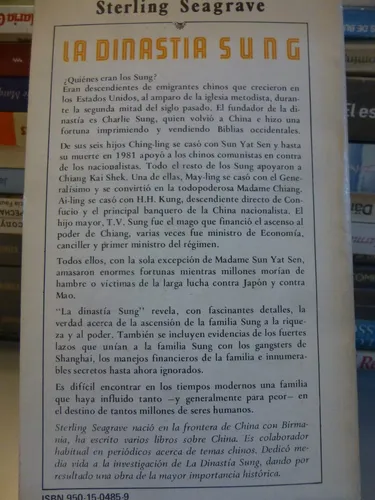 Sterling Seagrave
LA DINASTIA SUNG
¿Quiénes eran los Sung?
Eran descendientes de emigrantes chinos que crecieron en
los Estados Unidos, al amparo de la iglesia metodista, duran-
te la segunda mitad del siglo pasado. El fundador de la di-
nastía es Charlie Sung, quien volvió a China e hizo una
fortuna imprimiendo y vendiendo Biblias occidentales.
De sus seis hijos Ching-ling se casó con Sun Yat Sen y hasta
su muerte en 1981 apoyó a los chinos comunistas en contra
de los nacionalistas. Todo el resto de los Sung apoyaron a
Chiang Kai Shek. Una de ellas, May-ling se casó con el Gene-
ralísimo y se convirtió en la todopoderosa Madame Chiang.
Ai-ling se casó con H.H. Kung, descendiente directo de Con-
fucio y el principal banquero de la China nacionalista. El
hijo mayor, T.V. Sung fue el mago que financió el ascenso al
poder de Chiang, varias veces fue ministro de Economía,
canciller y primer ministro del régimen.
Todos ellos, con la sola excepción de Madame Sun Yat Sen,
amasaron enormes fortunas mientras millones morían de
hambre o víctimas de la larga lucha contra Japón y contra
Mao.
"La dinastía Sung" revela, con fascinantes detalles, la
verdad acerca de la ascensión de la familia Sung a la rique-
za y al poder. También se incluyen evidencias de los fuertes
lazos que unían a la familia Sung con los gangsters de
Shanghai, los manejos financieros de la familia e innumera-
bles secretos hasta ahora ignorados.
Es difícil encontrar en los tiempos modernos una familia
que haya influido tanto —y generalmente para peor— en
el destino de tantos millones de seres humanos.
Sterling Seagrave nació en la frontera de China con Birma-
nia, ha escrito varios libros sobre China. Es colaborador
habitual en periódicos acerca de temas chinos. Dedicó me-
dia vida a la investigación de La Dinastía Sung, dando por
resultado una obra de la mayor importancia histórica.
ISBN 950-15-0485-9